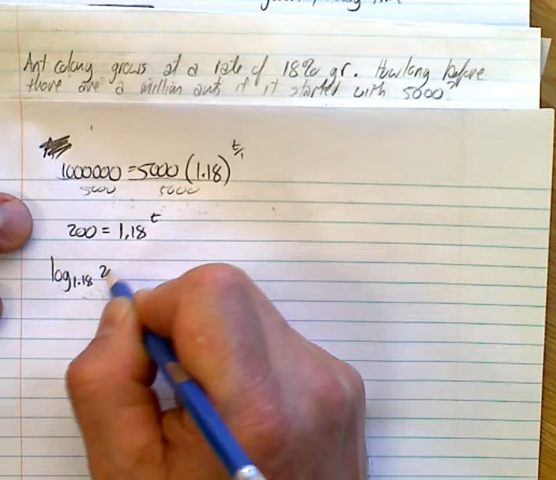 Ant colony grows at a rate of 18% gr. How long before
there are a million ants if it started with 5000?
1000000 = 5000 (1.18)^t/1
5000 5000
200 = 1.18^t
log1.18 2